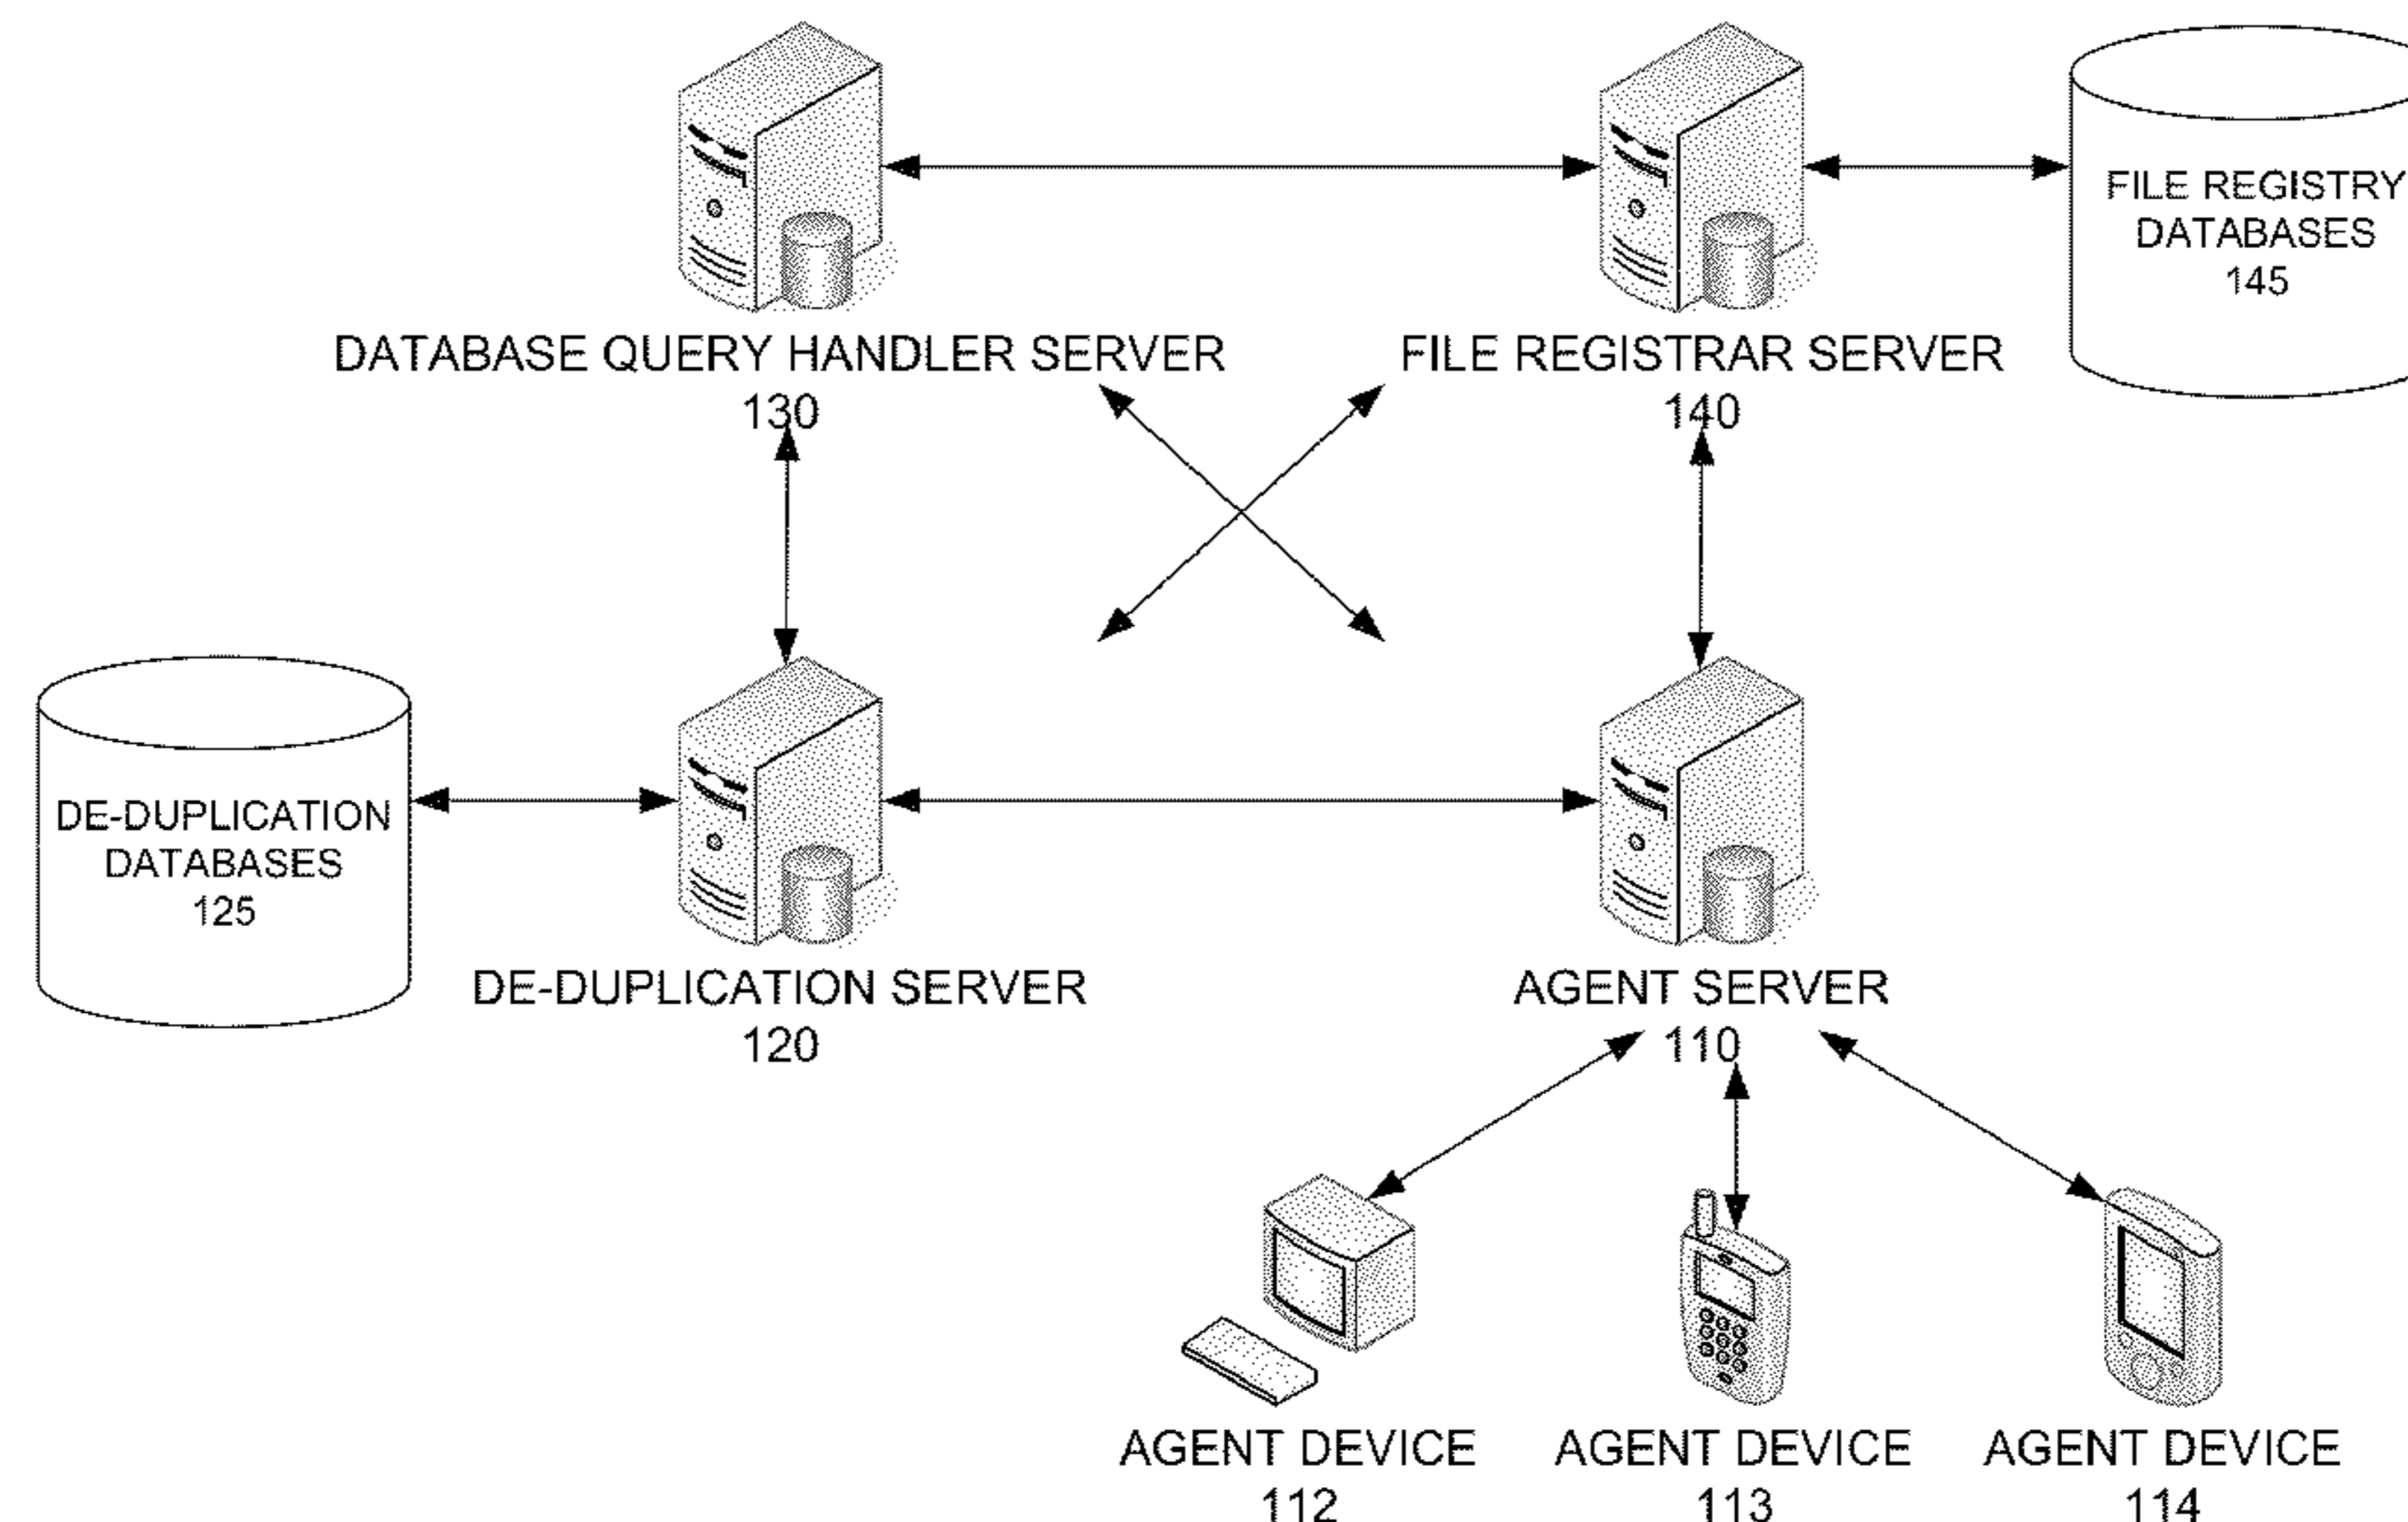 FILE REGISTRY
DATABASES
145
DATABASE QUERY HANDLER SERVER
130
FILE REGISTRAR SERVER
140
DE-DUPLICATION
DATABASES
125
DE-DUPLICATION SERVER
120
AGENT SERVER
110
AGENT DEVICE
112
AGENT DEVICE
113
AGENT DEVICE
114